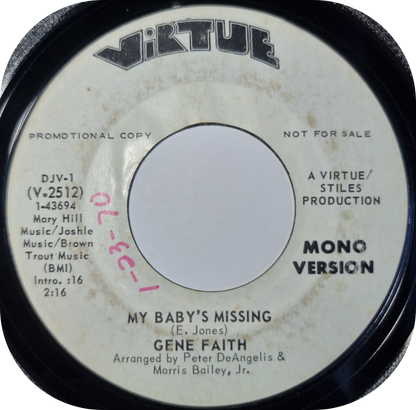 ViRTUE
PROMOTIONAL COPY
NOT FOR SALE
DJV-1
(V-2512)
1-43694
Mary Hill
Music/Joshie
Music/Brown
Trout Music
(BMI)
Intro. :16
2:16
1-23-70
A VIRTUE/
STILES
PRODUCTION
MONO
VERSION
MY BABY'S MISSING
(E. Jones)
GENE FAITH
Arranged by Peter DeAngelis &
Morris Bailey, Jr.